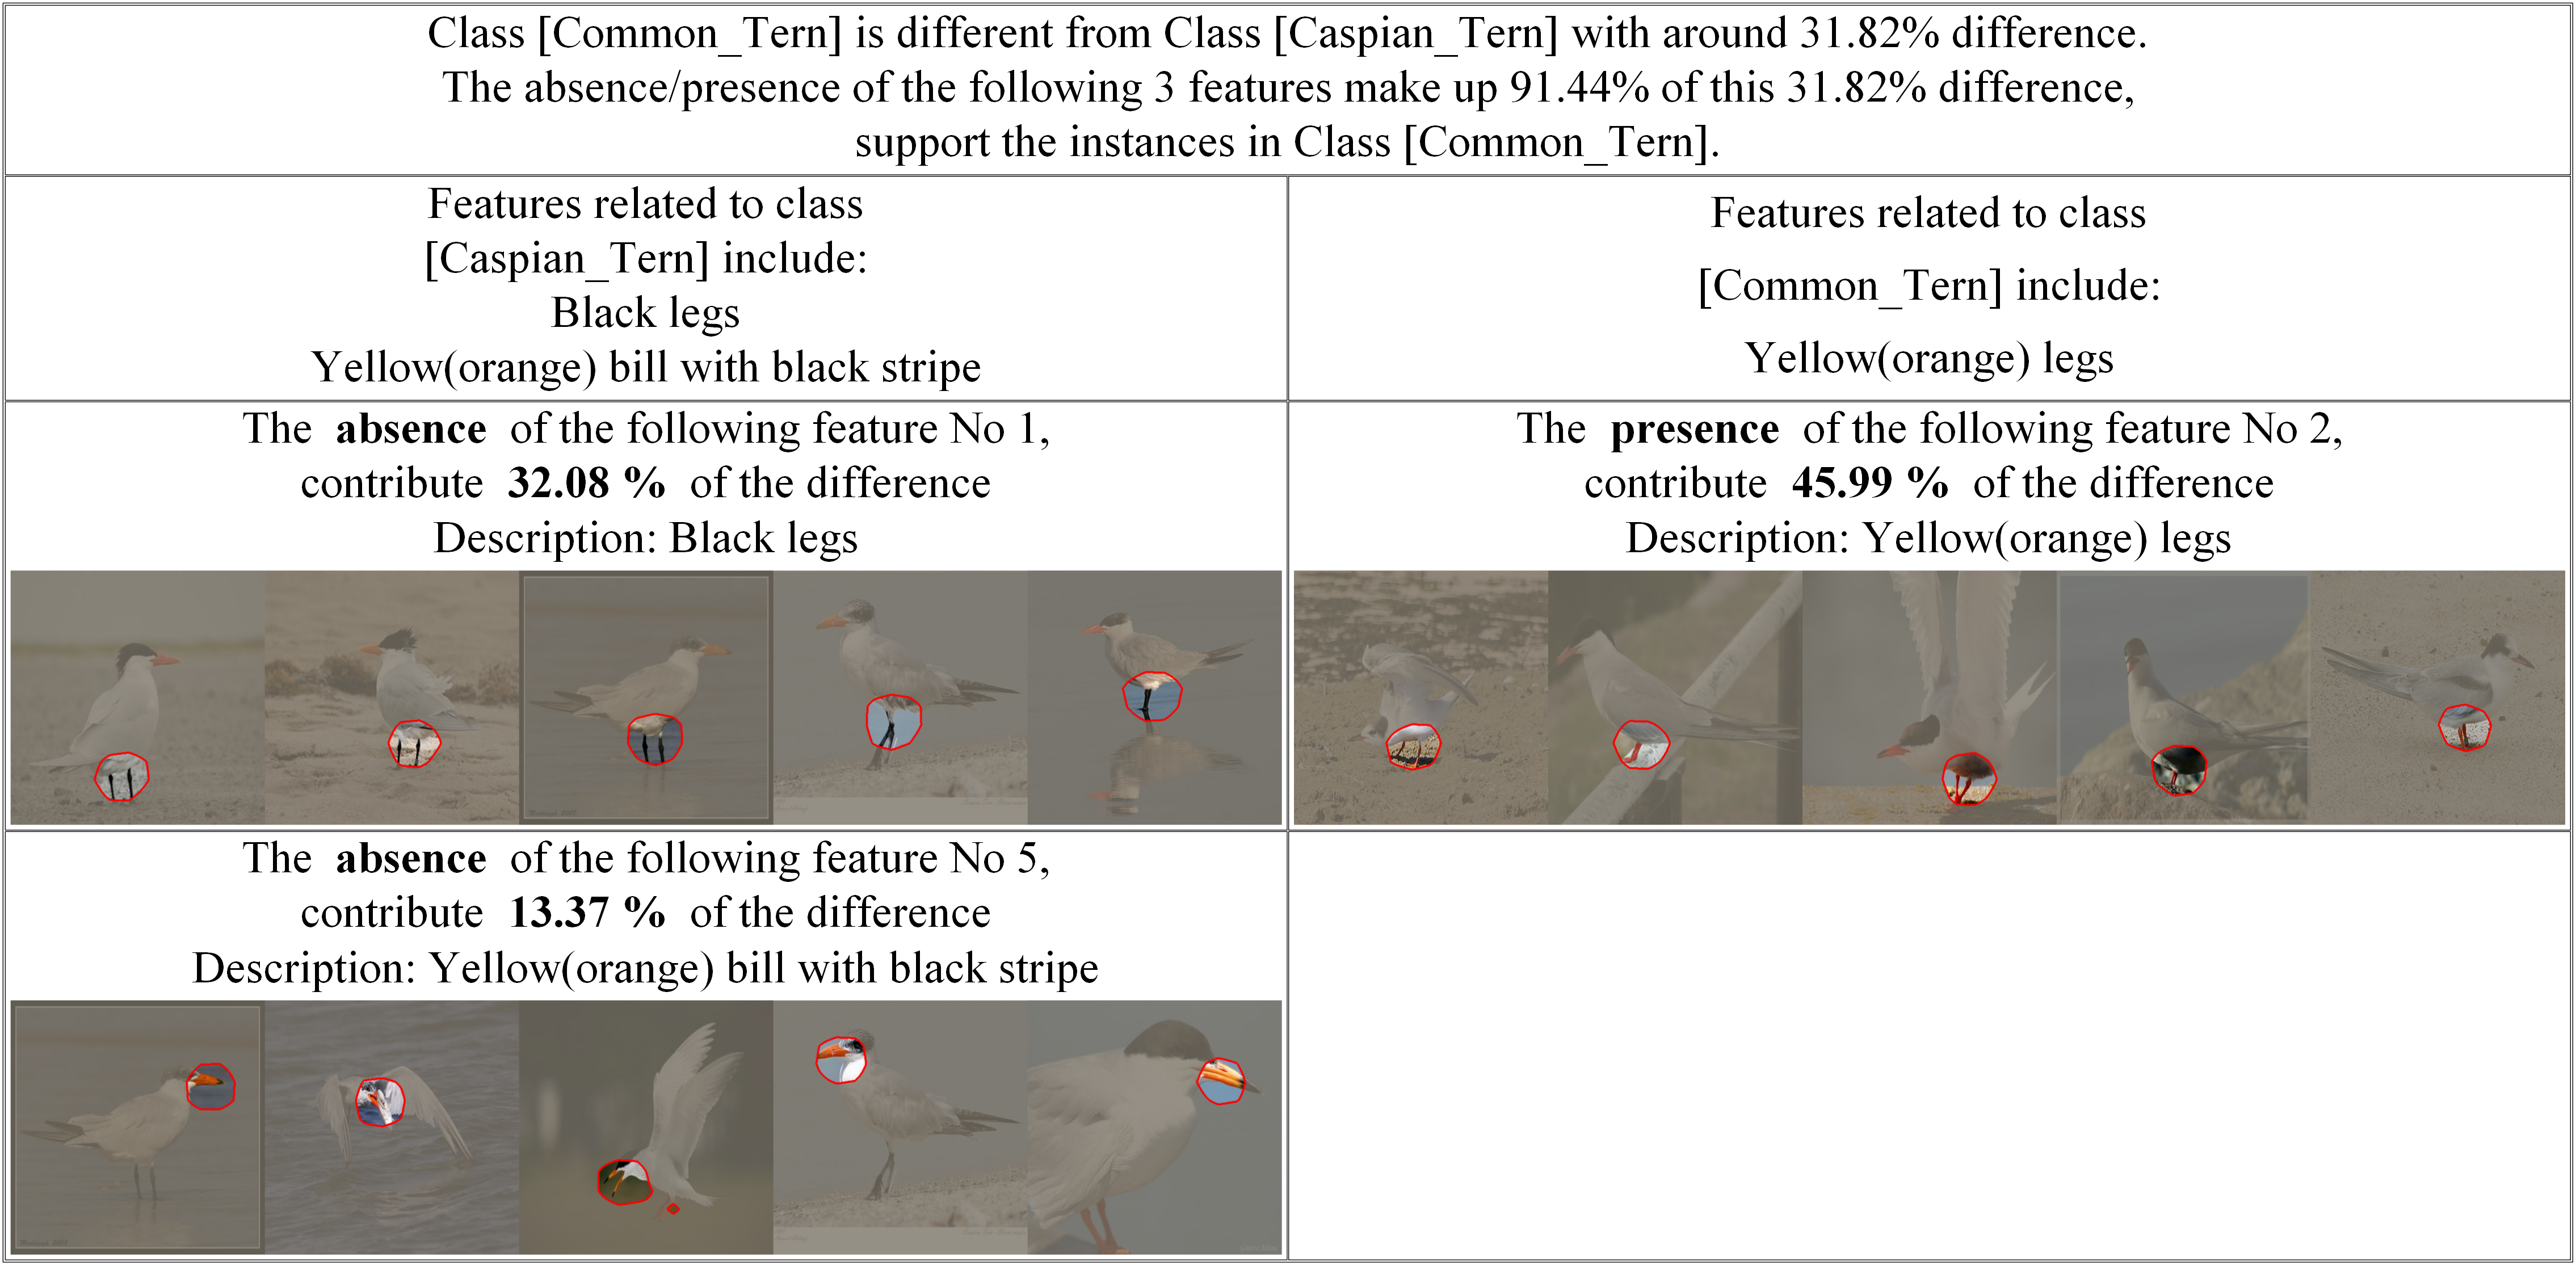 Class [Common_Tern] is different from Class [Caspian_Tern] with around 31.82% difference.
The absence/presence of the following 3 features make up 91.44% of this 31.82% difference,
support the instances in Class [Common_Tern].
Features related to class
[Caspian_Tern] include:
Black legs
Yellow(orange) bill with black stripe
Features related to class
[Common_Tern] include:
Yellow(orange) legs
The absence of the following feature No 1,
contribute 32.08 % of the difference
Description: Black legs
The presence of the following feature No 2,
contribute 45.99 % of the difference
Description: Yellow(orange) legs
The absence of the following feature No 5,
contribute 13.37 % of the difference
Description: Yellow(orange) bill with black stripe